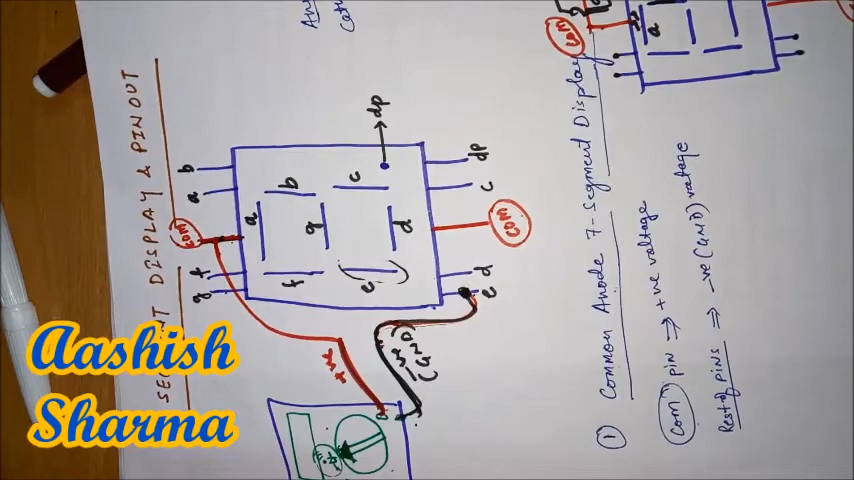 SEGMENT DISPLAY & PINOUT
b
a
com
f
g
dp
b
c
a
g
d
f
e
dp
c
com
d
e
+ve
-ve
(GND)
① Common Anode 7-Segment Display
"Com" pin ⇒ +ve voltage
Rest of pins ⇒ -ve (GND) voltage
com
a
Aashish
Sharma